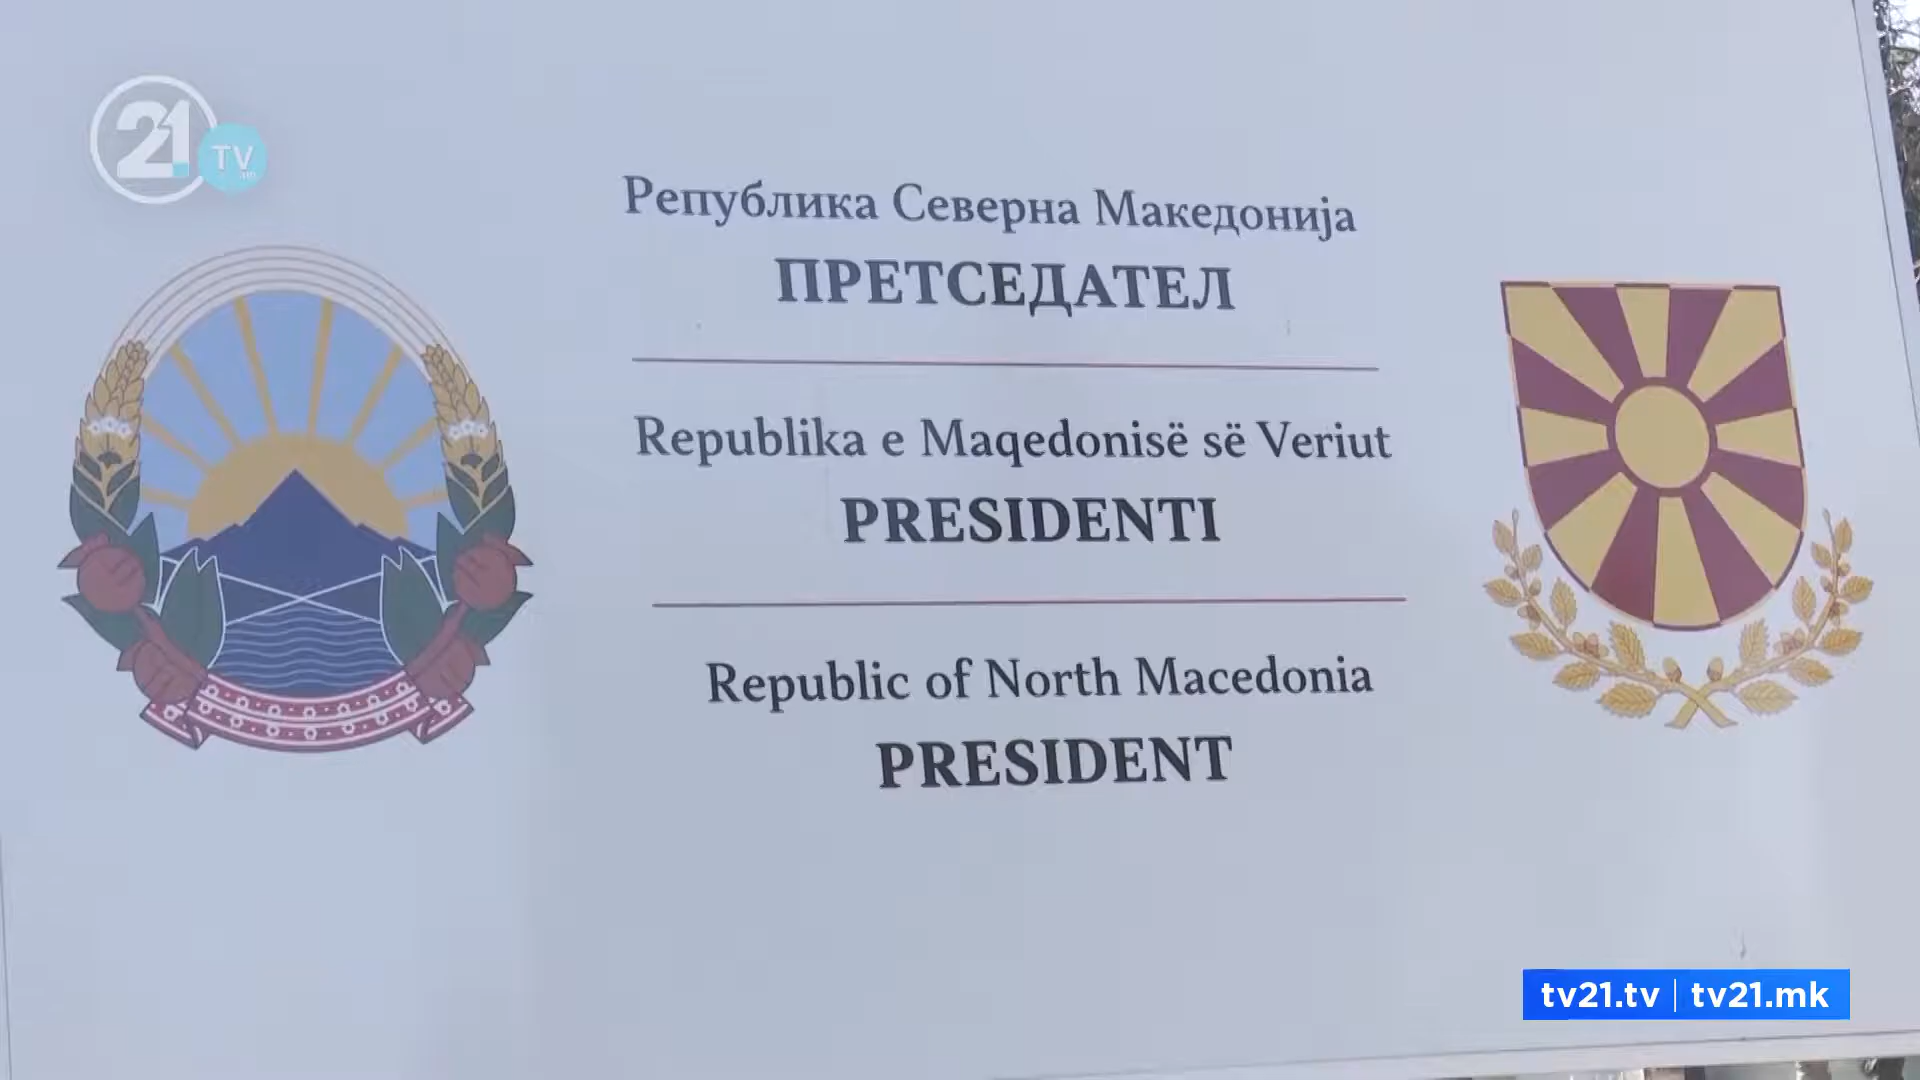 21
TV
Република Северна Македонија
ПРЕТСЕДАТЕЛ
Republika e Maqedonisë së Veriut
PRESIDENTI
Republic of North Macedonia
PRESIDENT
tv21.tv | tv21.mk